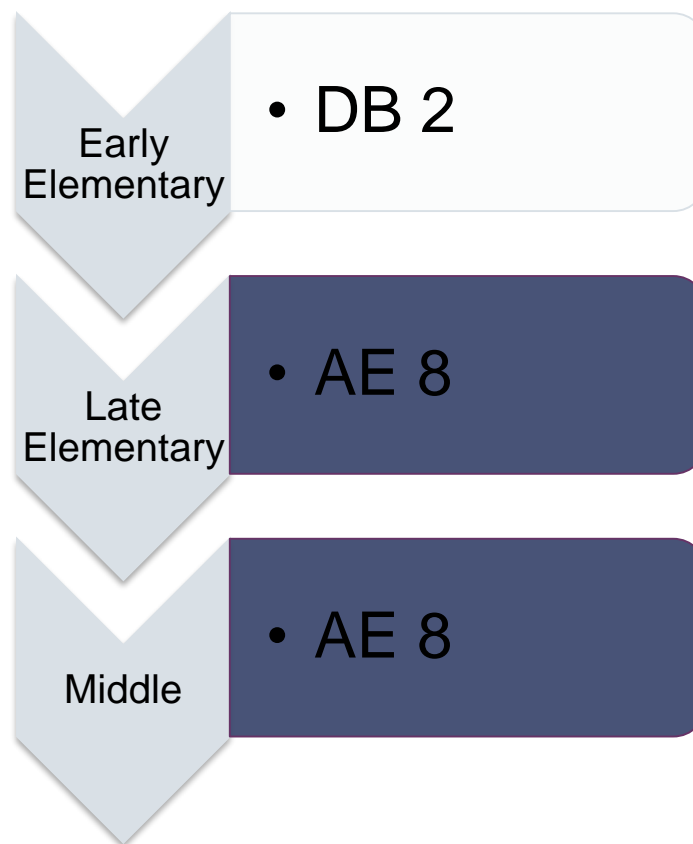 Early
Elementary
• DB 2
Late
Elementary
• AE 8
Middle
• AE 8